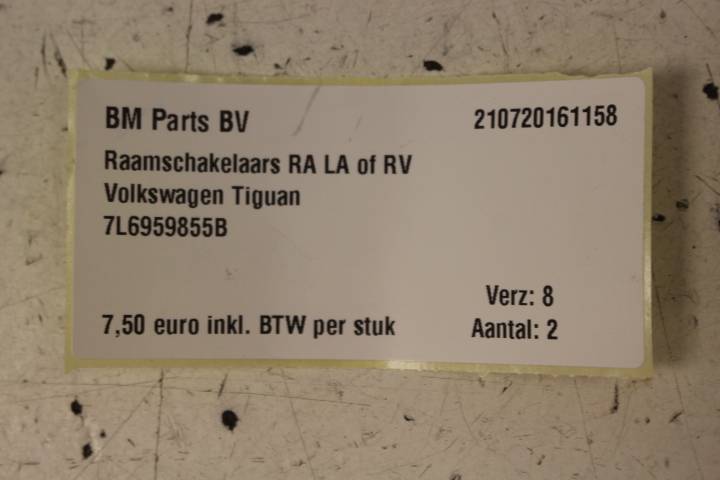 BM Parts BV 210720161158
Raamschakelaars RA LA of RV
Volkswagen Tiguan
7L6959855B
Verz: 8
7,50 euro inkl. BTW per stuk Aantal: 2